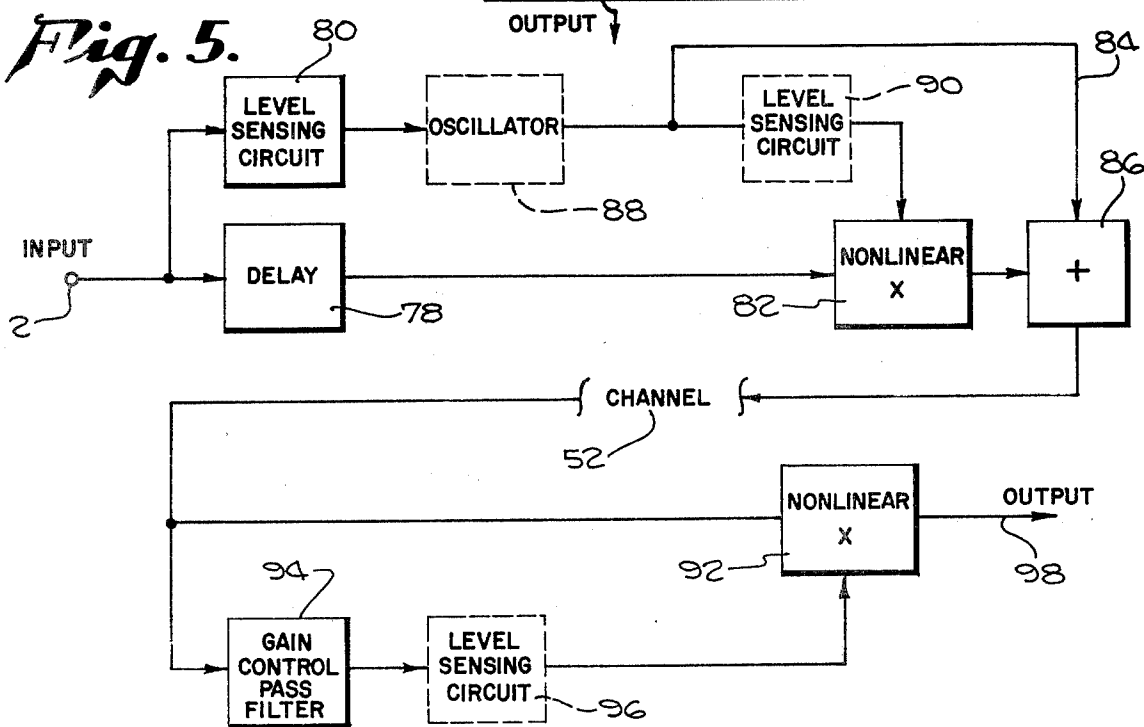 OUTPUT
Fig. 5.
80
84
LEVEL
SENSING
CIRCUIT
OSCILLATOR
88
LEVEL
SENSING
CIRCUIT
90
86
INPUT
2
DELAY
78
NONLINEAR
X
82
+
CHANNEL
52
NONLINEAR
X
92
OUTPUT
98
94
GAIN
CONTROL
PASS
FILTER
LEVEL
SENSING
CIRCUIT
96